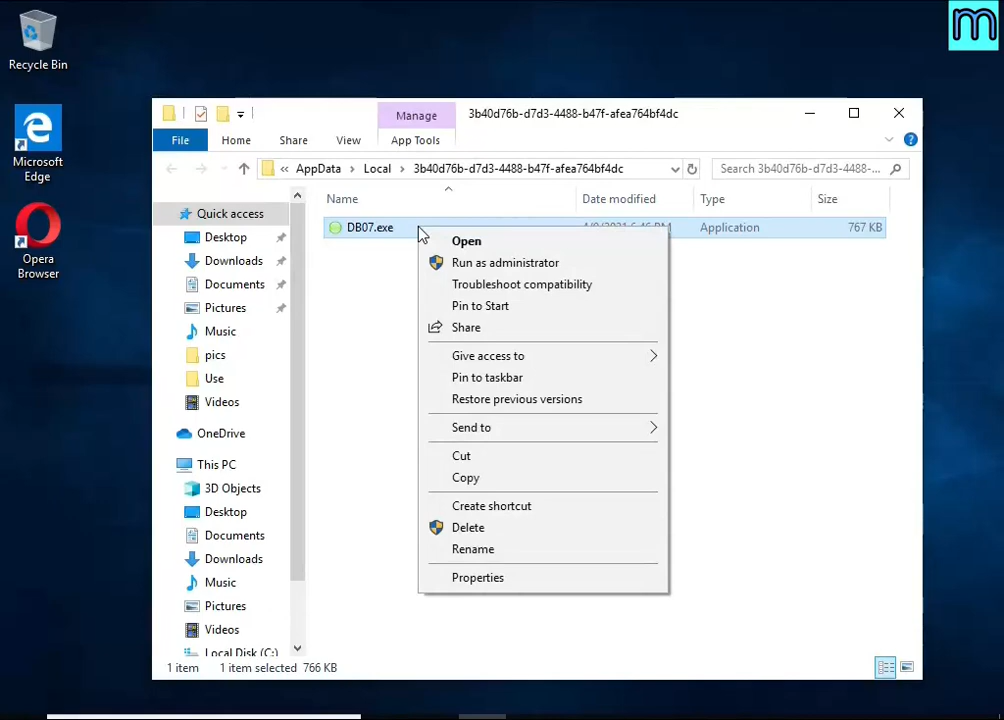 m
Recycle Bin
Microsoft
Edge
Opera
Browser
Manage
3b40d76b-d7d3-4488-b47f-afea764bf4dc
File
Home
Share
View
App Tools
« AppData Local 3b40d76b-d7d3-4488-b47f-afea764bf4dc
Search 3b40d76b-d7d3-4488-...
Name
Date modified
Type
Size
DB07.exe
Application
767 KB
Quick access
Desktop
Downloads
Documents
Pictures
Music
pics
Use
Videos
OneDrive
This PC
3D Objects
Desktop
Documents
Downloads
Music
Pictures
Videos
Local Disk (C:)
Open
Run as administrator
Troubleshoot compatibility
Pin to Start
Share
Give access to
Pin to taskbar
Restore previous versions
Send to
Cut
Copy
Create shortcut
Delete
Rename
Properties
1 item
1 item selected 766 KB